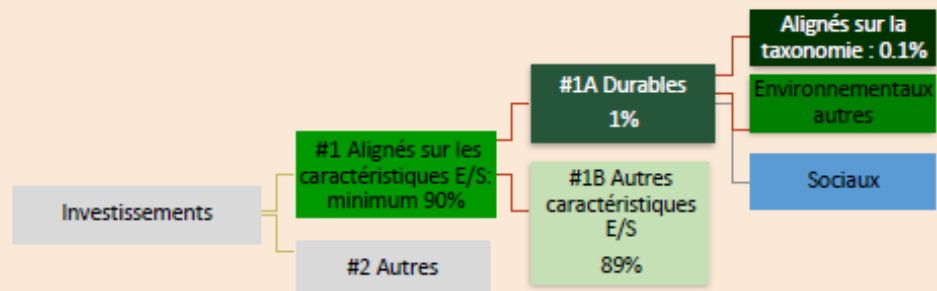 Investissements
#1 Alignés sur les
caractéristiques E/S:
minimum 90%
#2 Autres
#1A Durables
1%
#1B Autres
caractéristiques
E/S
89%
Alignés sur la
taxonomie : 0.1%
Environnementaux
autres
Sociaux